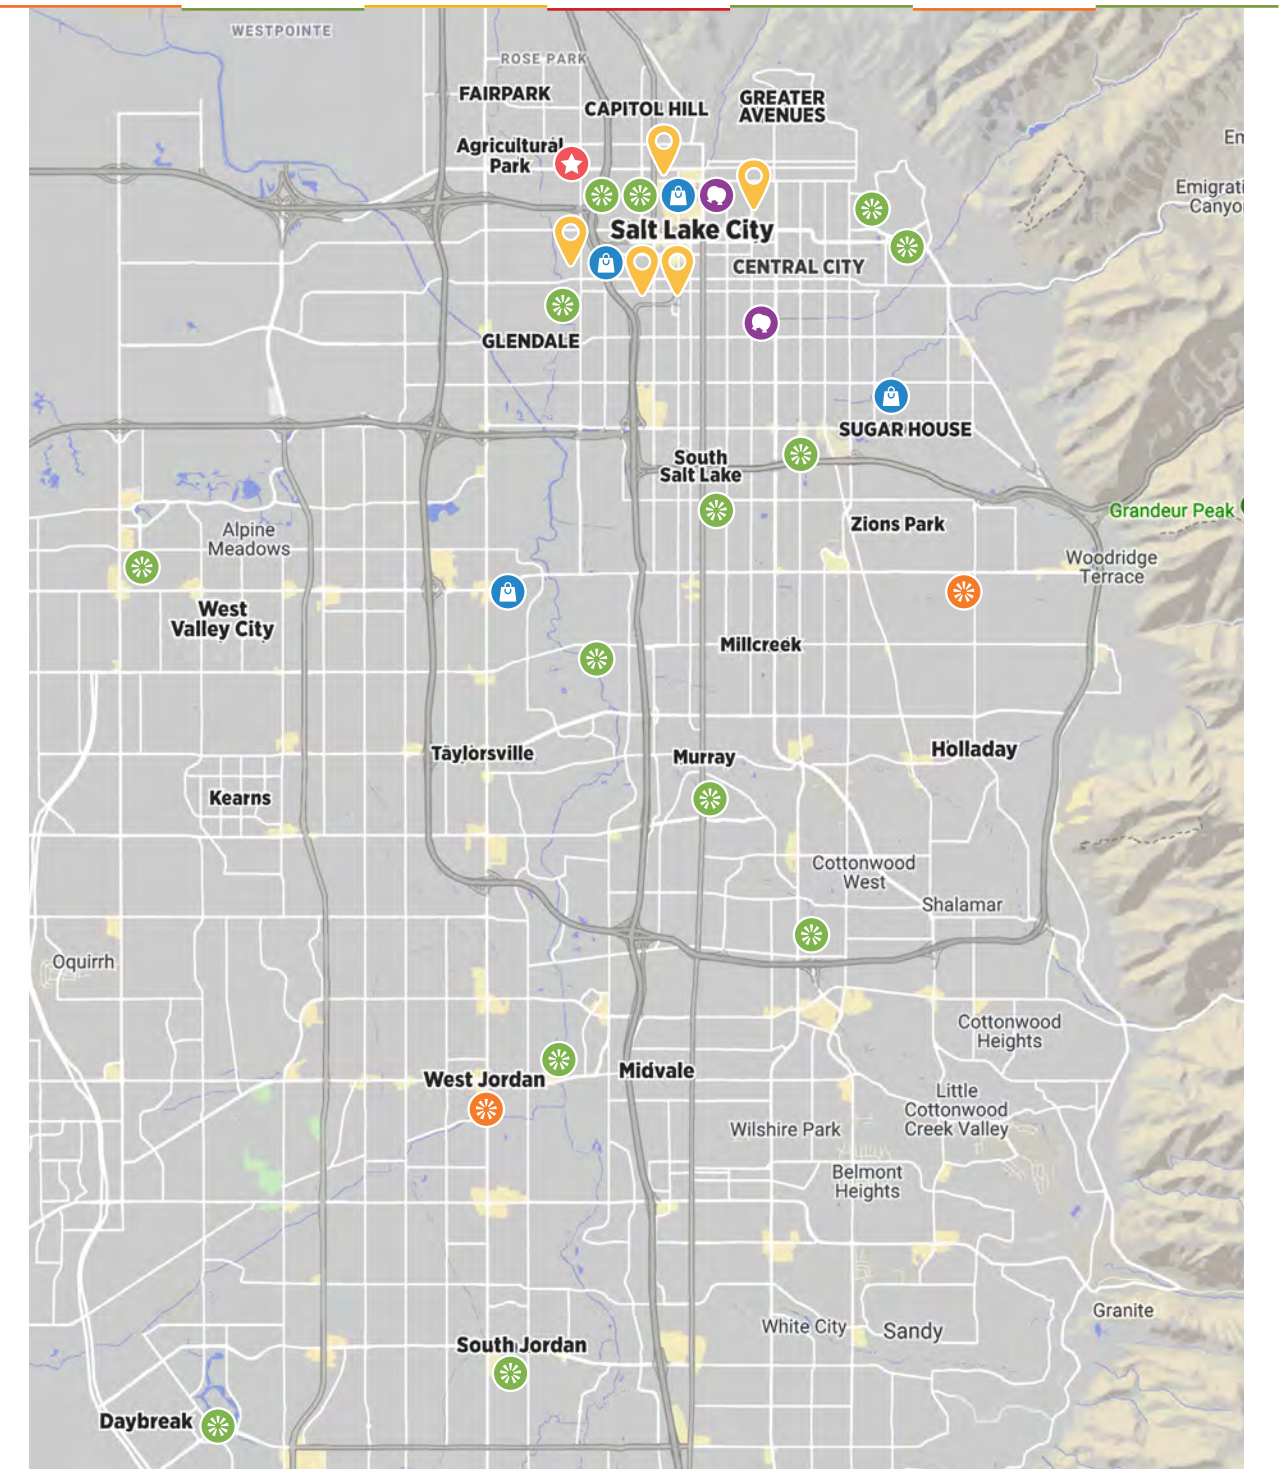 WESTPOINTE
ROSE PARK
FAIRPARK
CAPITOL HILL
GREATER
AVENUES
Agricultural
Park
Em
Emigrati
Canyo
Salt Lake City
CENTRAL CITY
GLENDALE
SUGAR HOUSE
South
Salt Lake
Grandeur Peak
Zions Park
Alpine
Meadows
Woodridge
Terrace
West
Valley City
Millcreek
Taylorsville
Murray
Holladay
Kearns
Cottonwood
West
Shalamar
Oquirrh
Cottonwood
Heights
West Jordan
Midvale
Little
Cottonwood
Creek Valley
Wilshire Park
Belmont
Heights
Granite
White City
Sandy
South Jordan
Daybreak